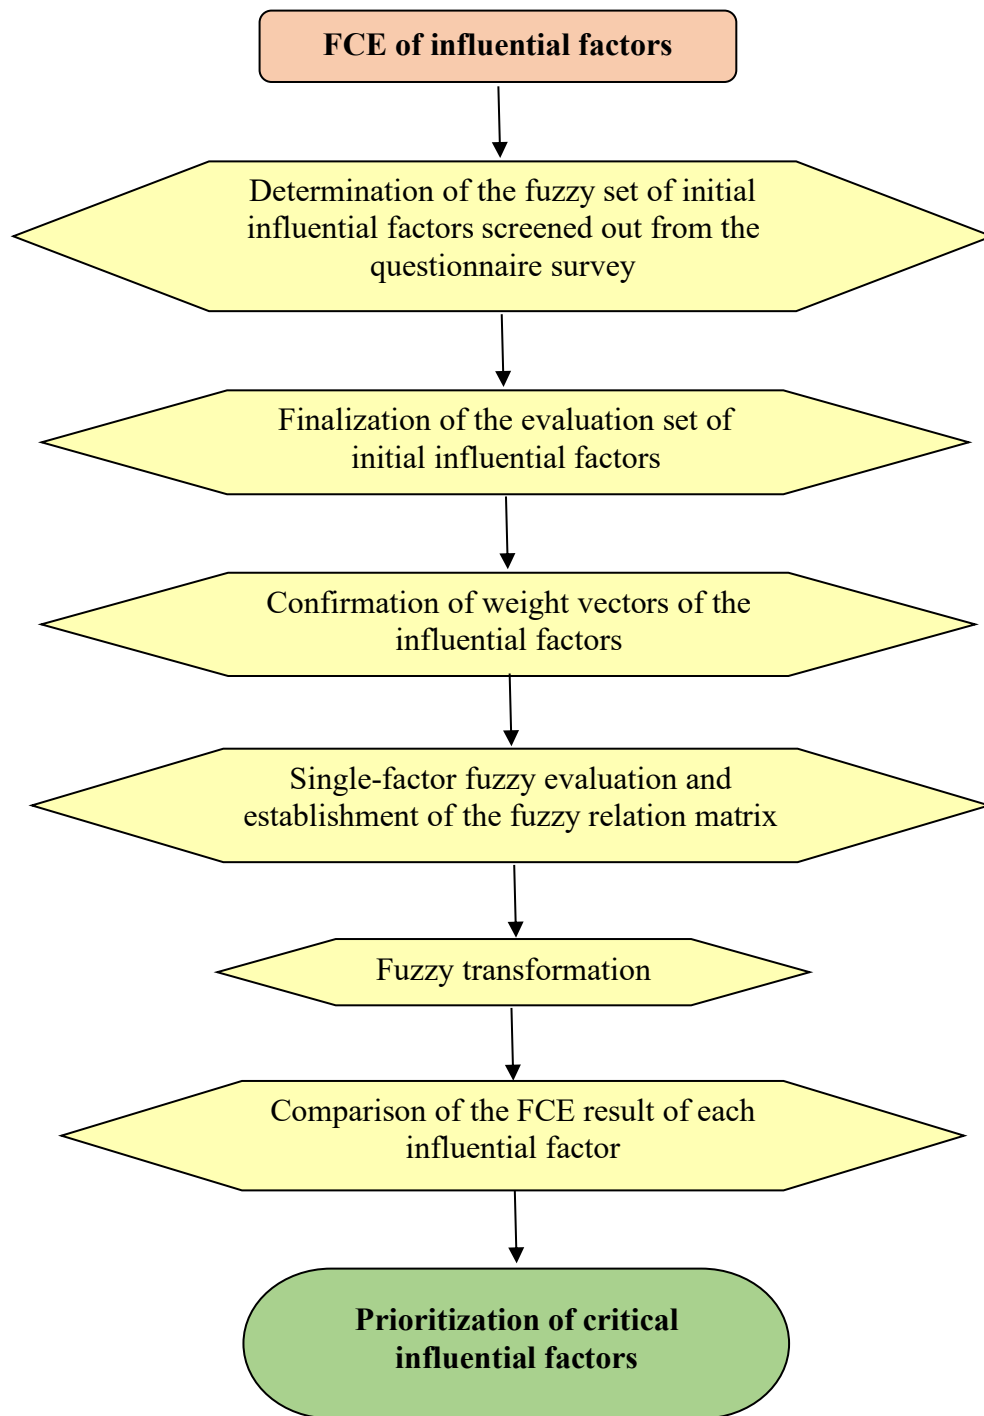 FCE of influential factors
Determination of the fuzzy set of initial
influential factors screened out from the
questionnaire survey
Finalization of the evaluation set of
initial influential factors
Confirmation of weight vectors of the
influential factors
Single-factor fuzzy evaluation and
establishment of the fuzzy relation matrix
Fuzzy transformation
Comparison of the FCE result of each
influential factor
Prioritization of critical
influential factors